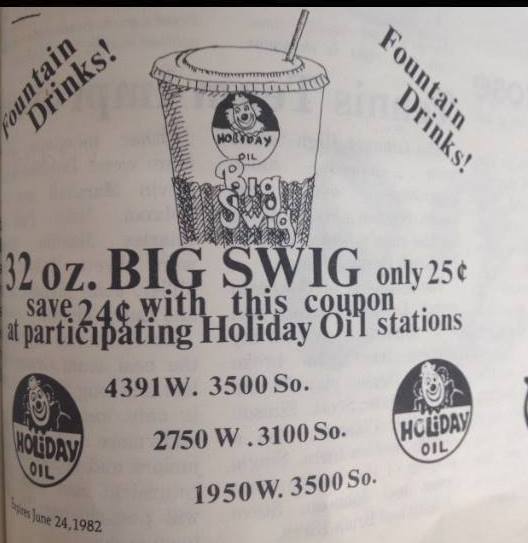 Fountain
Drinks!
Fountain
Drinks!
HOLIDAY
OIL
Big
Swig
32 oz. BIG SWIG only 25¢
save 24¢ with this coupon
at participating Holiday Oil stations
4391 W. 3500 So.
2750 W. 3100 So.
1950 W. 3500 So.
HOLIDAY
OIL
HOLIDAY
OIL
Expires June 24, 1982